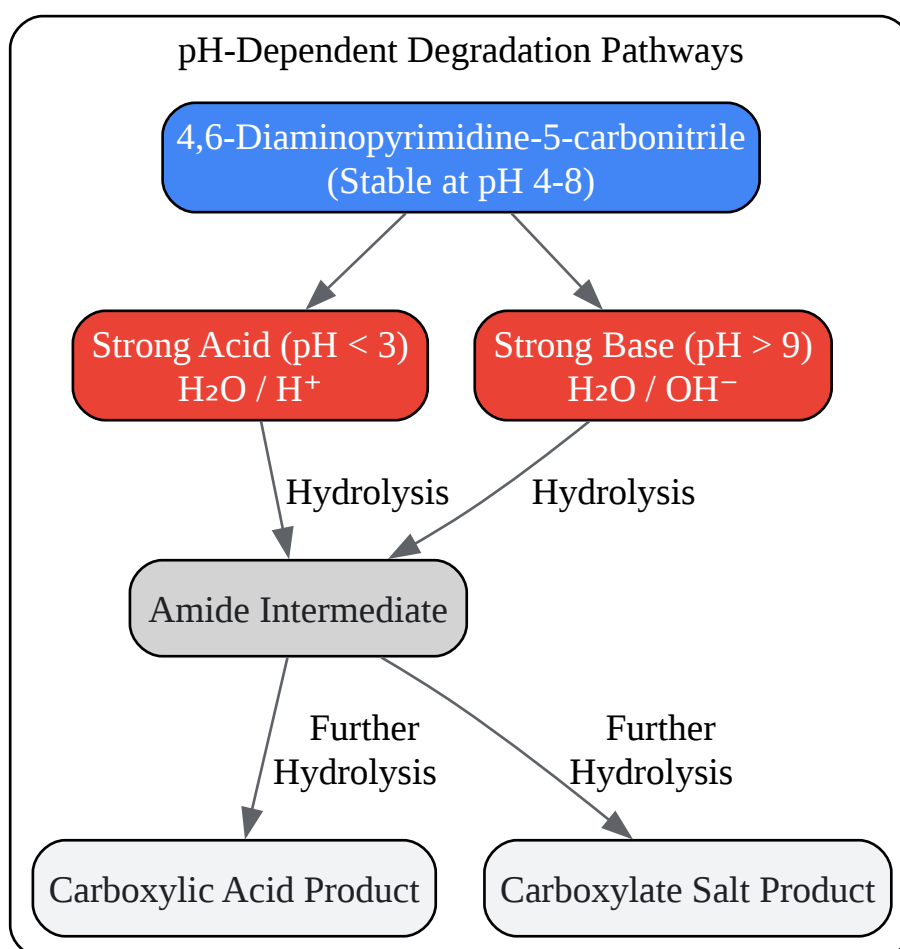 pH-Dependent Degradation Pathways
4,6-Diaminopyrimidine-5-carbonitrile
(Stable at pH 4-8)
Strong Acid (pH < 3)
H₂O / H⁺
Strong Base (pH > 9)
H₂O / OH⁻
Hydrolysis
Hydrolysis
Amide Intermediate
Further
Hydrolysis
Further
Hydrolysis
Carboxylic Acid Product
Carboxylate Salt Product